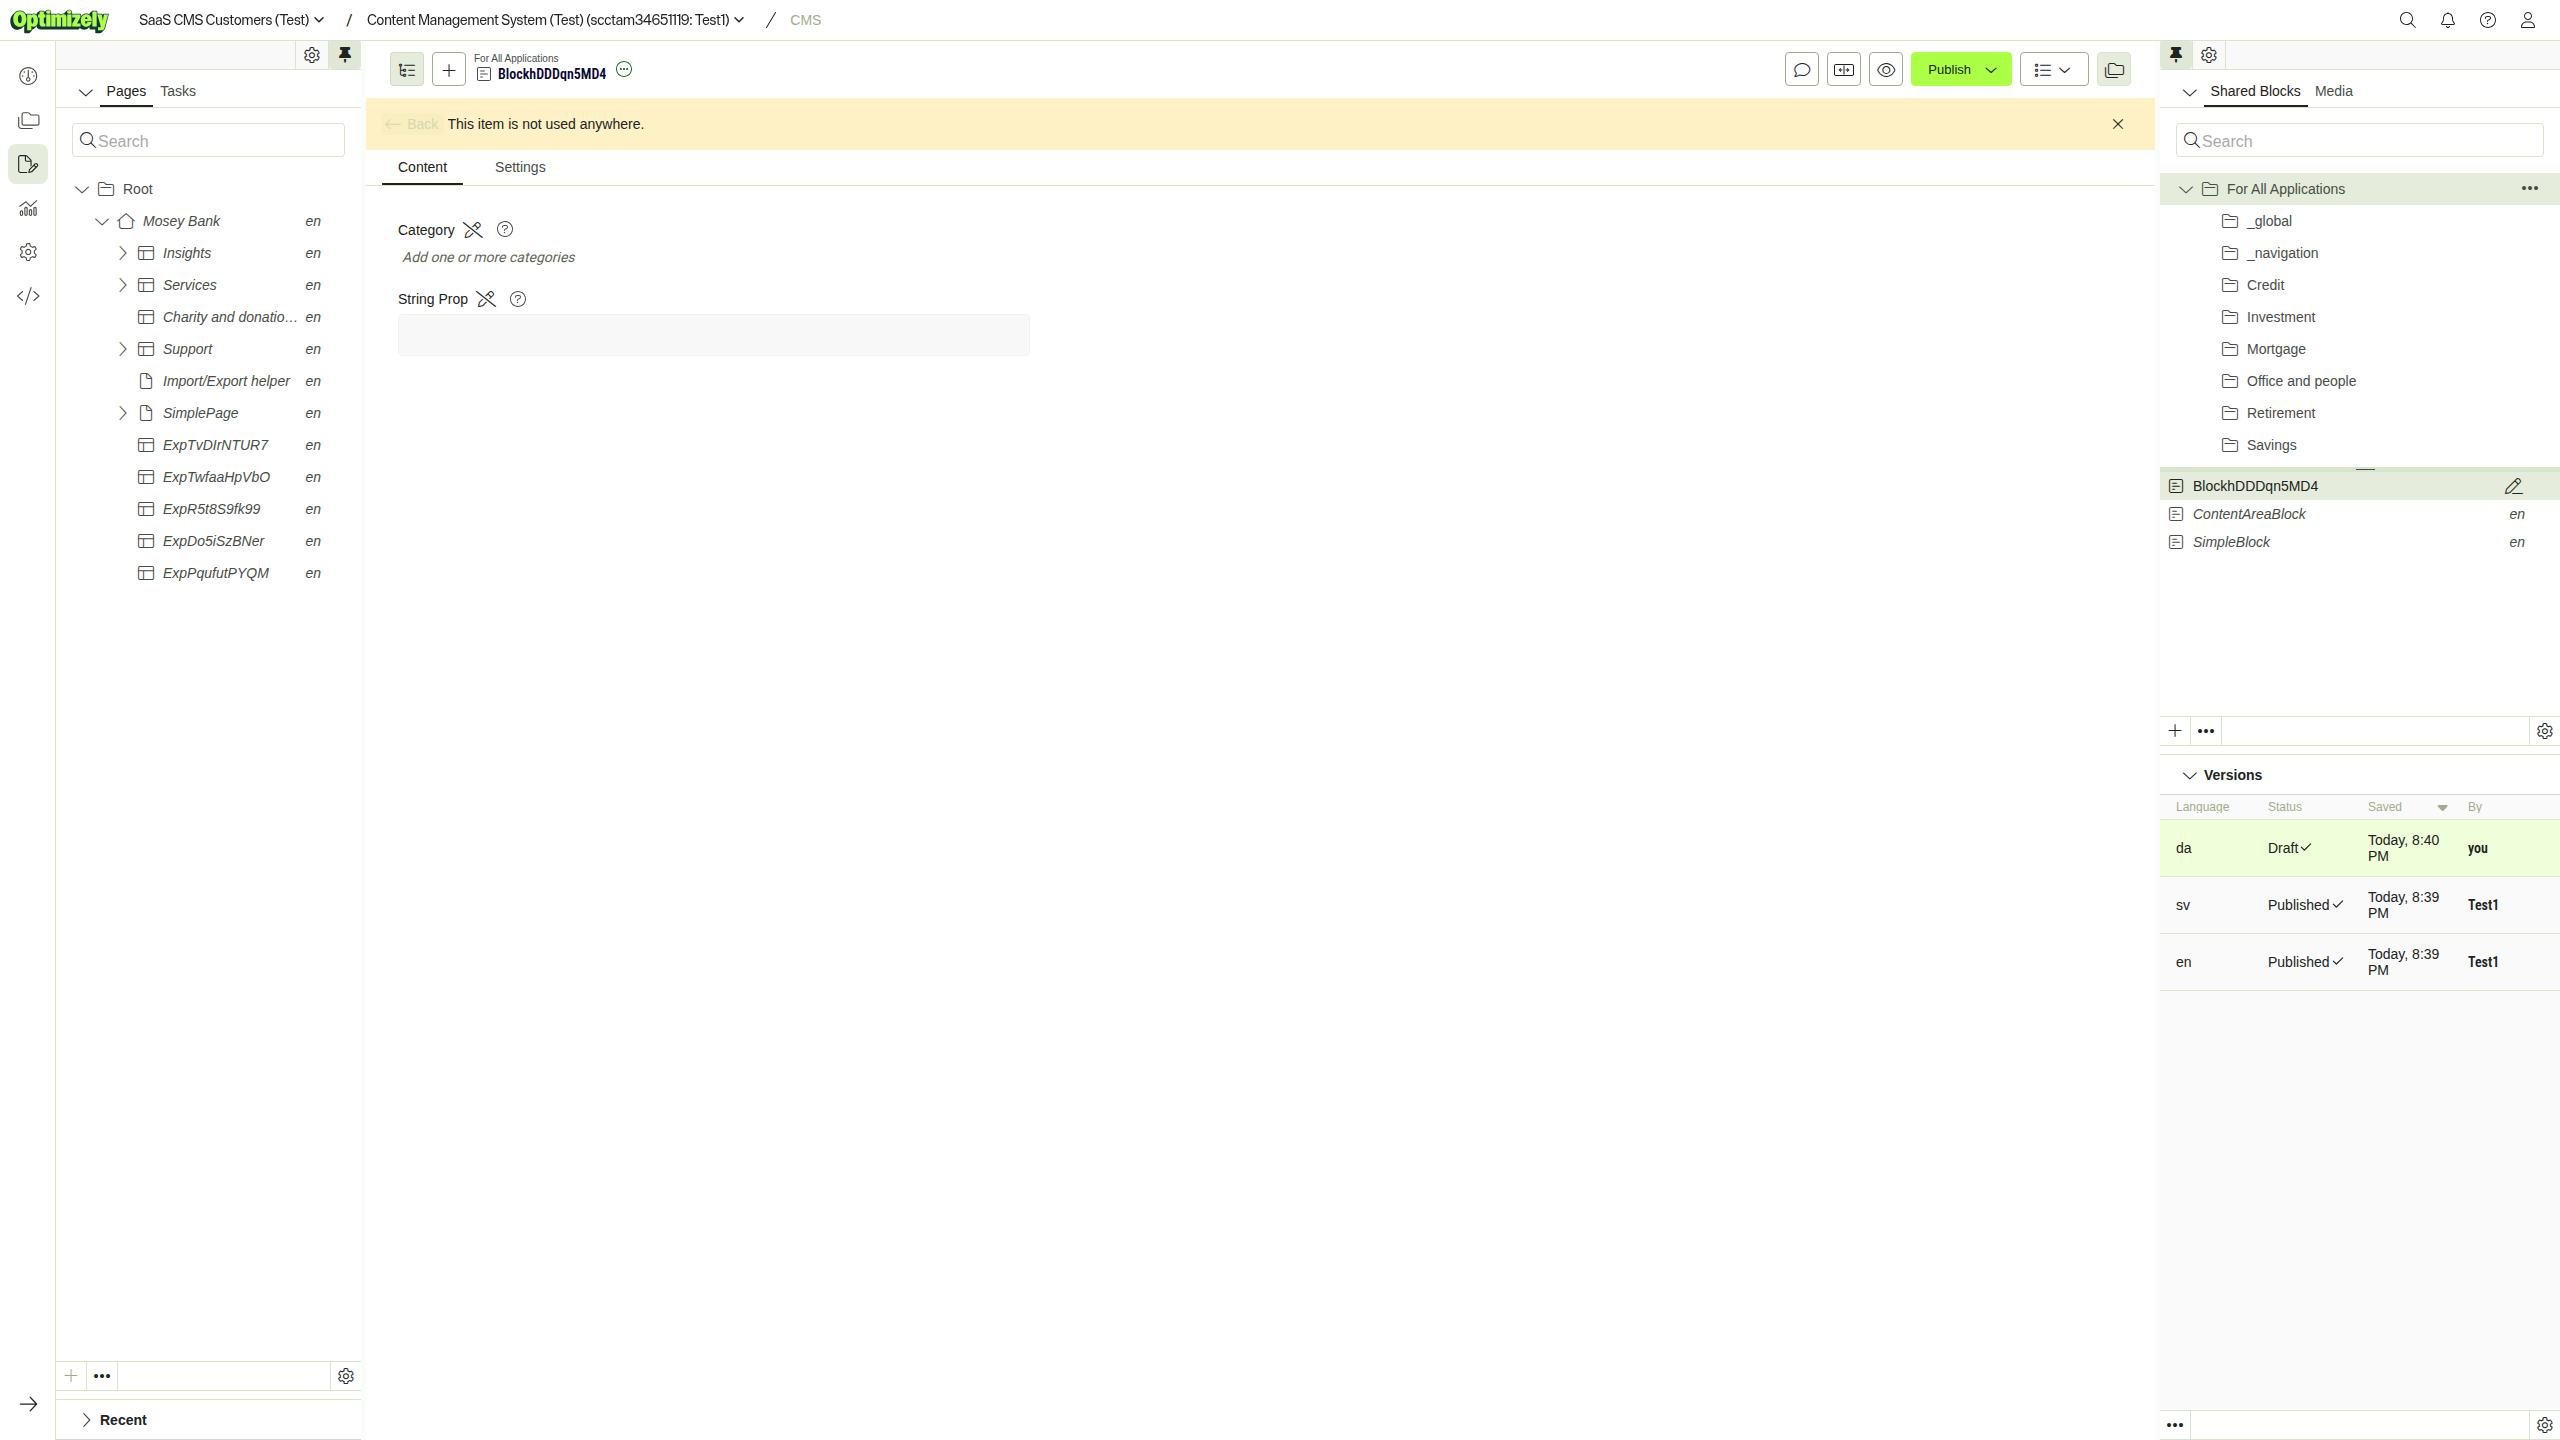 Optimizely
SaaS CMS Customers (Test) / Content Management System (Test) (scctam34651119: Test1) / CMS
Pages Tasks
Search
Root
Mosey Bank en
Insights en
Services en
Charity and donatio... en
Support en
Import/Export helper en
SimplePage en
ExpTvDIrNTUR7 en
ExpTwfaaHpVbO en
ExpR5t8S9fk99 en
ExpDo5iSzBNer en
ExpPqufutPYQM en
Recent
For All Applications
BlockhDDDqn5MD4
Publish
Back This item is not used anywhere.
Content Settings
Category
Add one or more categories
String Prop
Shared Blocks Media
Search
For All Applications
_global
_navigation
Credit
Investment
Mortgage
Office and people
Retirement
Savings
BlockhDDDqn5MD4
ContentAreaBlock en
SimpleBlock en
Versions
Language Status Saved By
da Draft Today, 8:40 PM you
sv Published Today, 8:39 PM Test1
en Published Today, 8:39 PM Test1